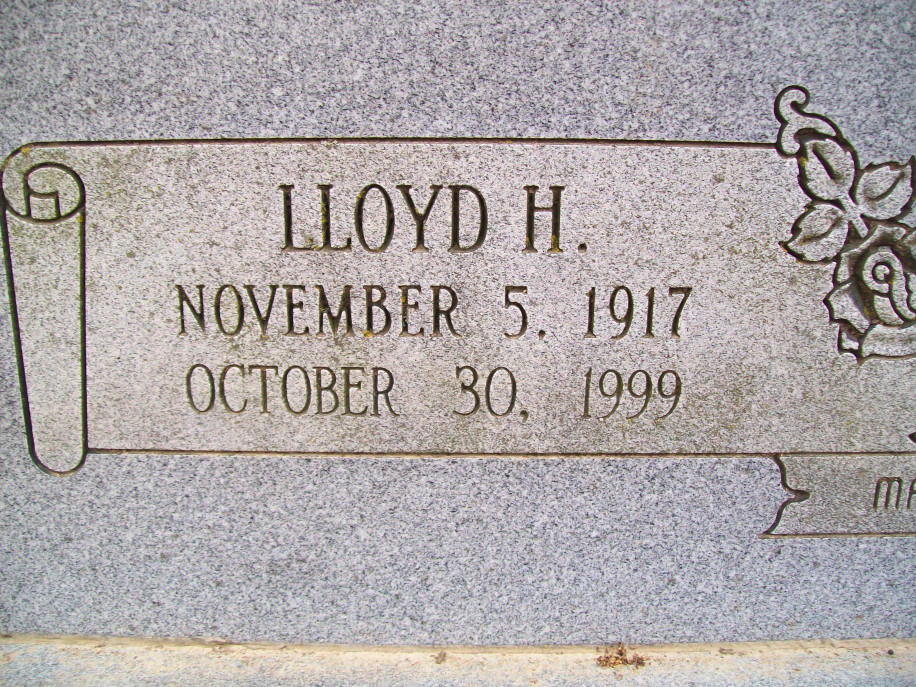 LLOYD H.
NOVEMBER 5. 1917
OCTOBER 30, 1999